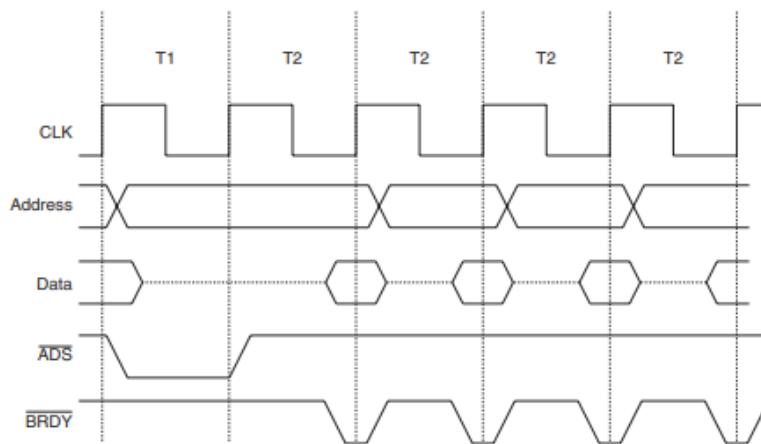 T1 T2 T2 T2 T2
CLK
Address
Data
ADS
BRDY